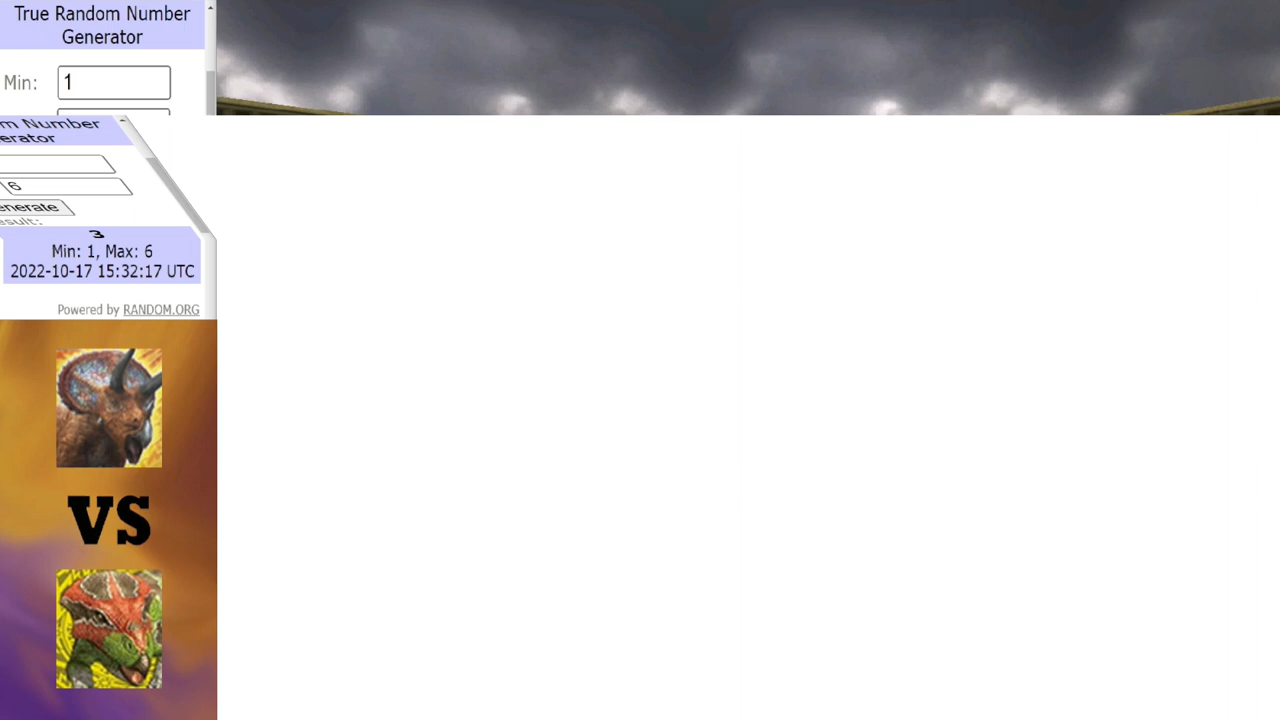 True Random Number
Generator
Min:
1
m Number
erator
6
enerate
esult:
3
Min: 1, Max: 6
2022-10-17 15:32:17 UTC
Powered by RANDOM.ORG
VS